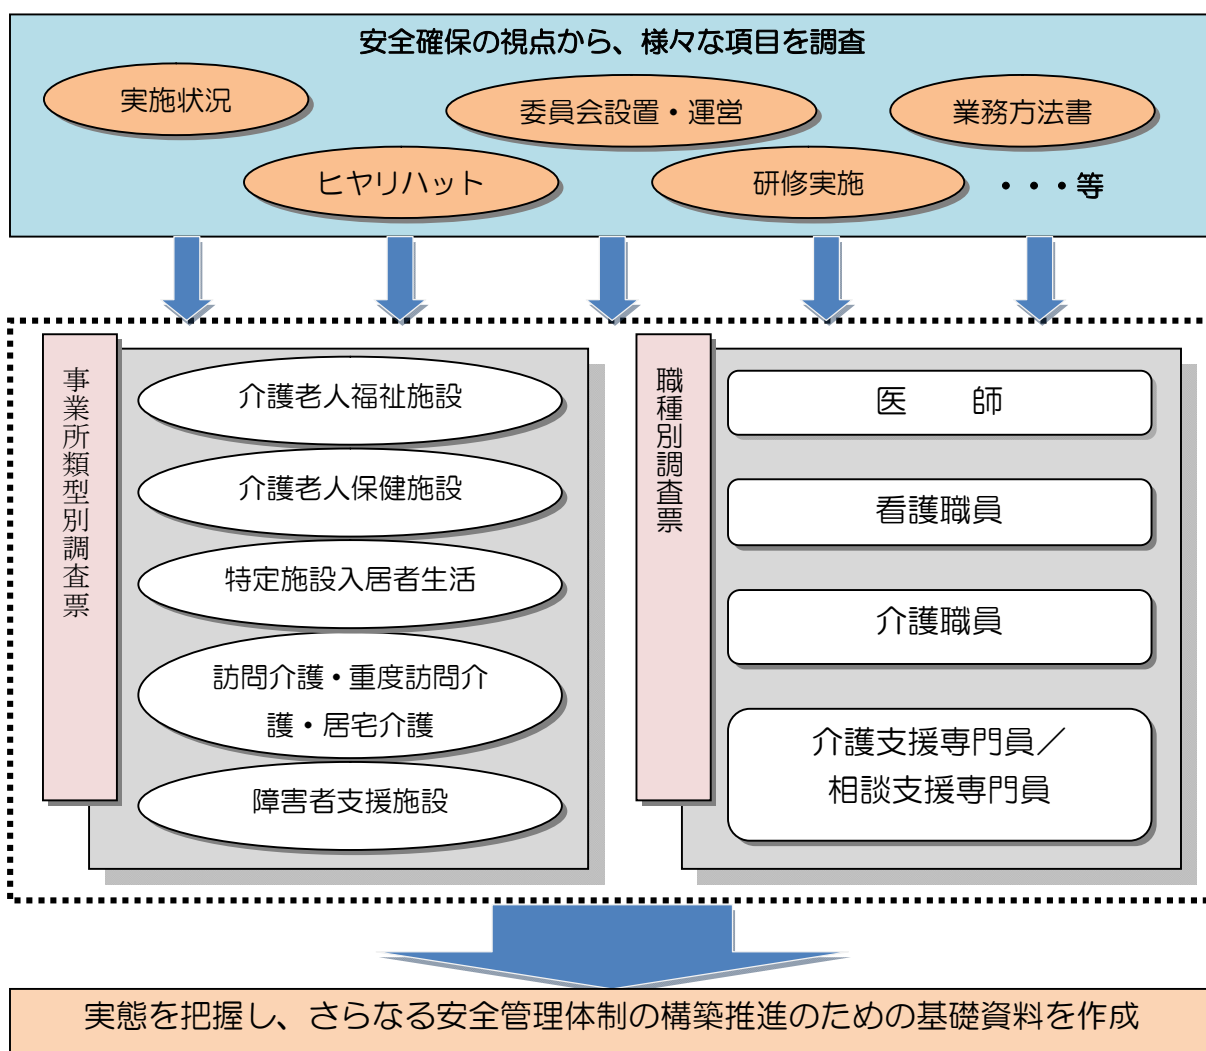 安全確保の視点から、様々な項目を調査
実施状況
委員会設置・運営
業務方法書
ヒヤリハット
研修実施
・・・等
事業所類型別調査票
介護老人福祉施設
介護老人保健施設
特定施設入居者生活
訪問介護・重度訪問介
護・居宅介護
障害者支援施設
職種別調査票
医　　師
看護職員
介護職員
介護支援専門員／
相談支援専門員
実態を把握し、さらなる安全管理体制の構築推進のための基礎資料を作成